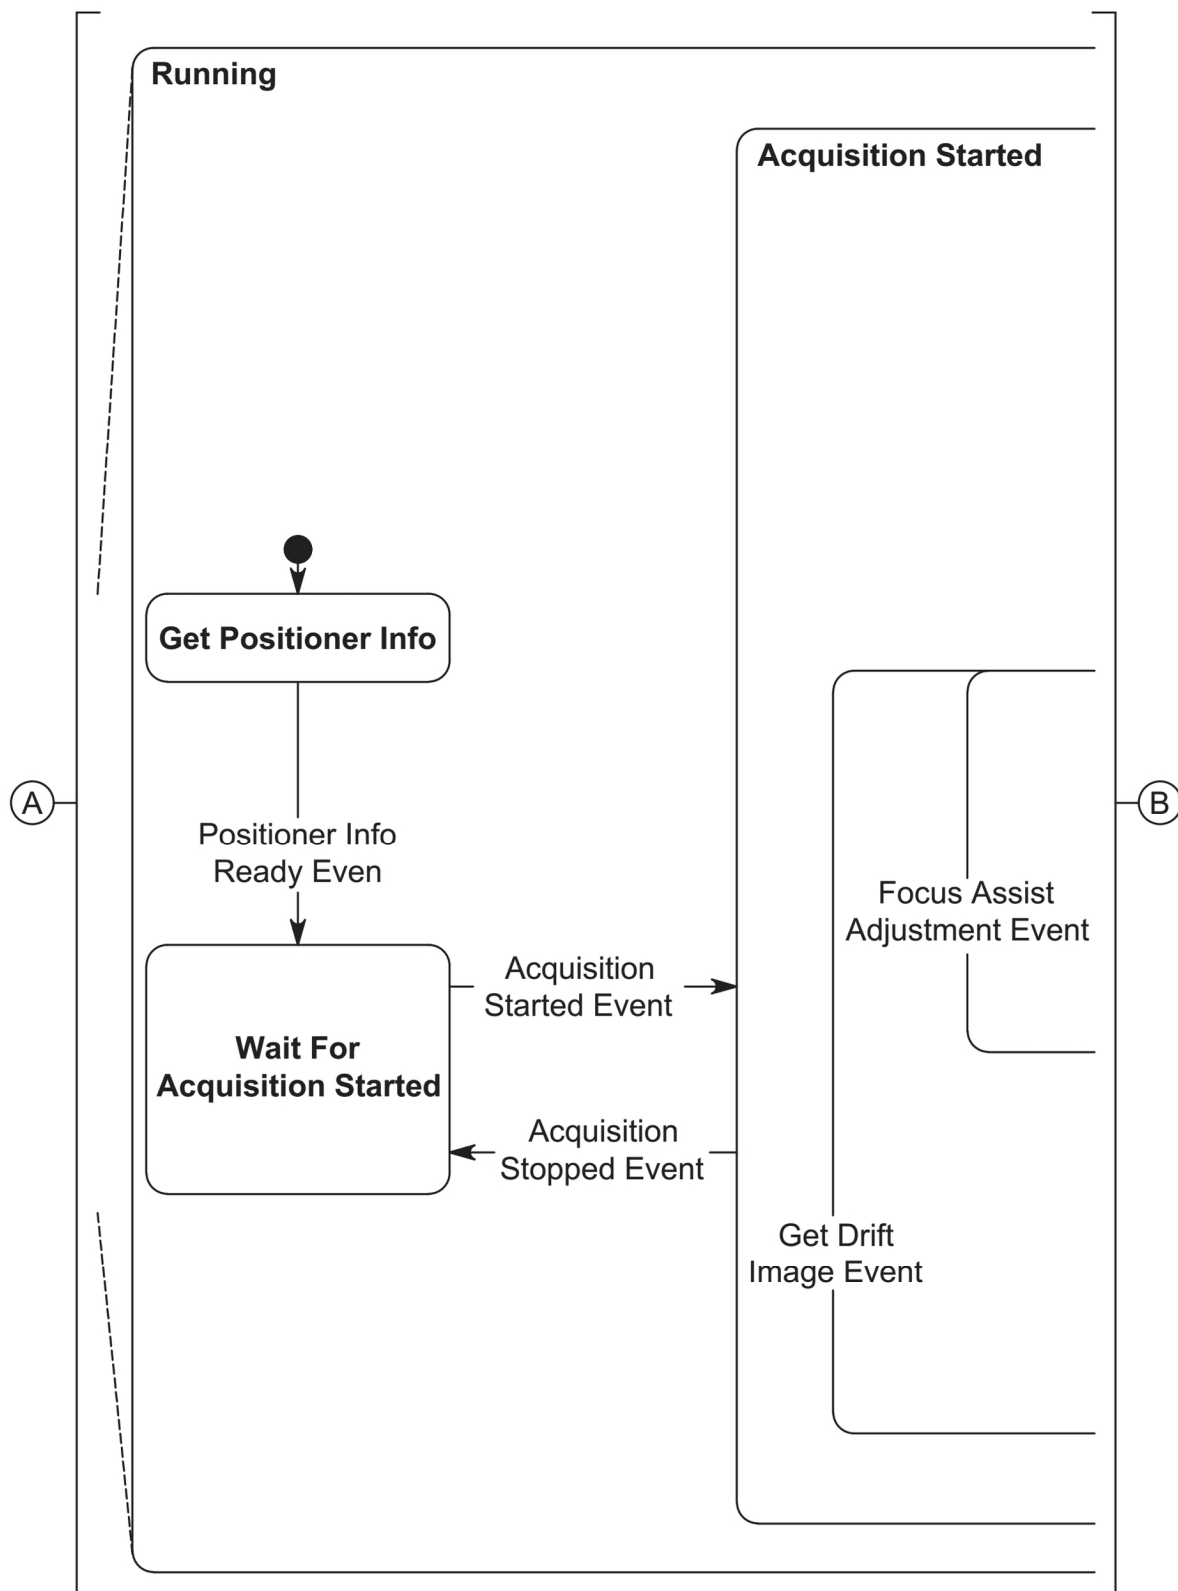 Running
Acquisition Started
Get Positioner Info
A
Positioner Info
Ready Even
B
Focus Assist
Adjustment Event
Acquisition
Started Event
Wait For
Acquisition Started
Acquisition
Stopped Event
Get Drift
Image Event